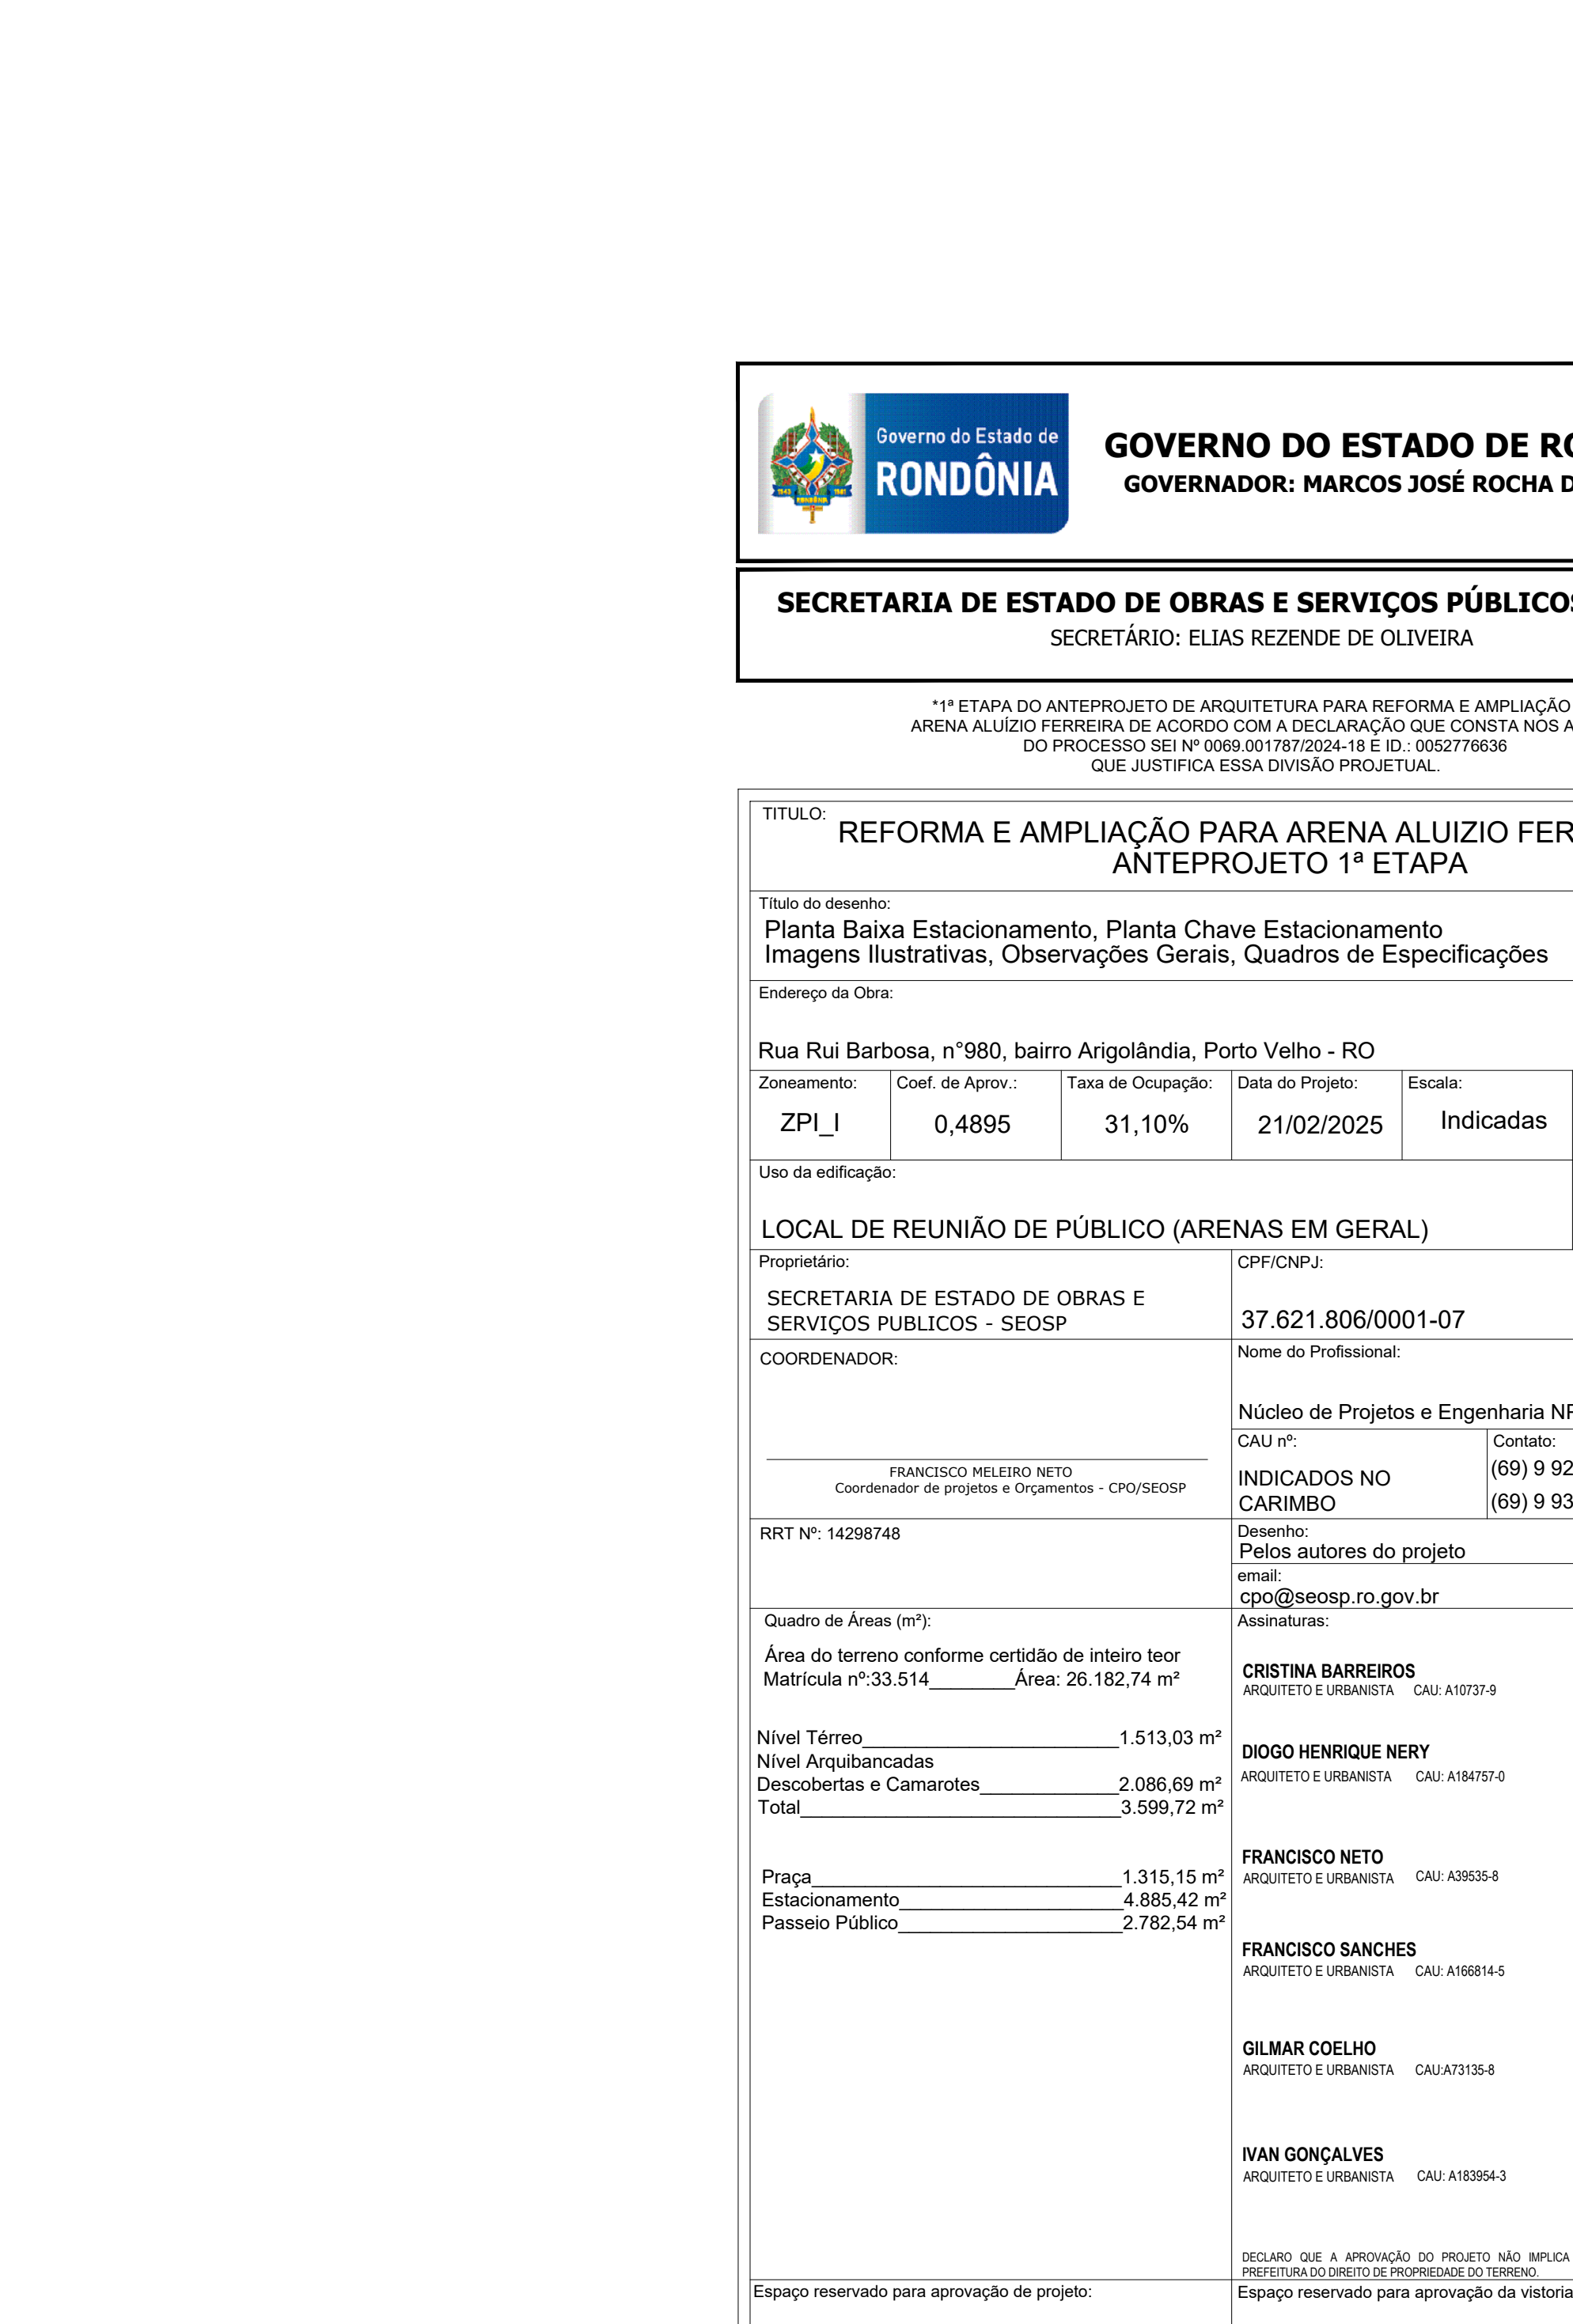 Governo do Estado de
RONDÔNIA
GOVERNO DO ESTADO DE
GOVERNADOR: MARCOS JOSÉ ROCHA
SECRETARIA DE ESTADO DE OBRAS E SERVIÇOS PÚBLICOS
SECRETÁRIO: ELIAS REZENDE DE OLIVEIRA
*1ª ETAPA DO ANTEPROJETO DE ARQUITETURA PARA REFORMA E AMPLIAÇÃO
ARENA ALUÍZIO FERREIRA DE ACORDO COM A DECLARAÇÃO QUE CONSTA NOS
DO PROCESSO SEI Nº 0069.001787/2024-18 E ID.: 0052776636
QUE JUSTIFICA ESSA DIVISÃO PROJETUAL.
TITULO:
REFORMA E AMPLIAÇÃO PARA ARENA ALUIZIO
ANTEPROJETO 1ª ETAPA
Título do desenho:
Planta Baixa Estacionamento, Planta Chave Estacionamento
Imagens Ilustrativas, Observações Gerais, Quadros de Especificações
Endereço da Obra:
Rua Rui Barbosa, n°980, bairro Arigolândia, Porto Velho - RO
Zoneamento: Coef. de Aprov.: Taxa de Ocupação: Data do Projeto: Escala:
ZPI_I 0,4895 31,10% 21/02/2025 Indicadas
Uso da edificação:
LOCAL DE REUNIÃO DE PÚBLICO (ARENAS EM GERAL)
Proprietário:
SECRETARIA DE ESTADO DE OBRAS E
SERVIÇOS PUBLICOS - SEOSP
CPF/CNPJ:
37.621.806/0001-07
COORDENADOR:
FRANCISCO MELEIRO NETO
Coordenador de projetos e Orçamentos - CPO/SEOSP
Nome do Profissional:
Núcleo de Projetos e Engenharia
CAU nº:
INDICADOS NO
CARIMBO
Contato:
(69) 9 92
(69) 9 93
RRT Nº: 14298748
Desenho:
Pelos autores do projeto
email:
cpo@seosp.ro.gov.br
Quadro de Áreas (m²):
Área do terreno conforme certidão de inteiro teor
Matrícula nº:33.514________Área: 26.182,74 m²
Nível Térreo________________________1.513,03 m²
Nível Arquibancadas
Descobertas e Camarotes_____________2.086,69 m²
Total______________________________3.599,72 m²
Praça_____________________________1.315,15 m²
Estacionamento_____________________4.885,42 m²
Passeio Público_____________________2.782,54 m²
Assinaturas:
CRISTINA BARREIROS
ARQUITETO E URBANISTA CAU: A10737-9
DIOGO HENRIQUE NERY
ARQUITETO E URBANISTA CAU: A184757-0
FRANCISCO NETO
ARQUITETO E URBANISTA CAU: A39535-8
FRANCISCO SANCHES
ARQUITETO E URBANISTA CAU: A166814-5
GILMAR COELHO
ARQUITETO E URBANISTA CAU:A73135-8
IVAN GONÇALVES
ARQUITETO E URBANISTA CAU: A183954-3
DECLARO QUE A APROVAÇÃO DO PROJETO NÃO IMPLICA
PREFEITURA DO DIREITO DE PROPRIEDADE DO TERRENO.
Espaço reservado para aprovação de projeto:
Espaço reservado para aprovação da vistoria